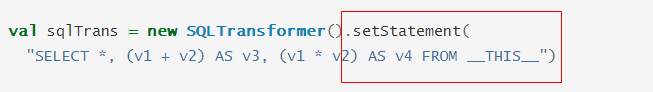 val sqlTrans = new SQLTransformer().setStatement(
"SELECT *, (v1 + v2) AS v3, (v1 * v2) AS v4 FROM __THIS__")